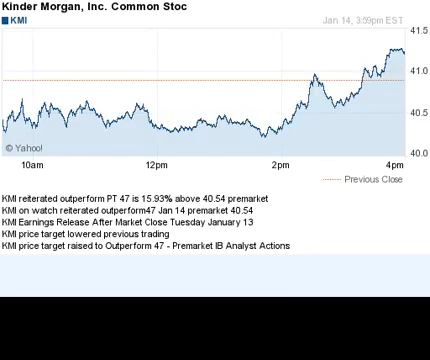 Kinder Morgan, Inc. Common Stoc
KMI Jan 14, 3:59pm EST
41.5
41.0
40.5
40.0
© Yahoo!
10am 12pm 2pm 4pm
Previous Close
KMI reiterated outperform PT 47 is 15.93% above 40.54 premarket
KMI on watch reiterated outperform47 Jan 14 premarket 40.54
KMI Earnings Release After Market Close Tuesday January 13
KMI price target lowered previous trading
KMI price target raised to Outperform 47 - Premarket IB Analyst Actions